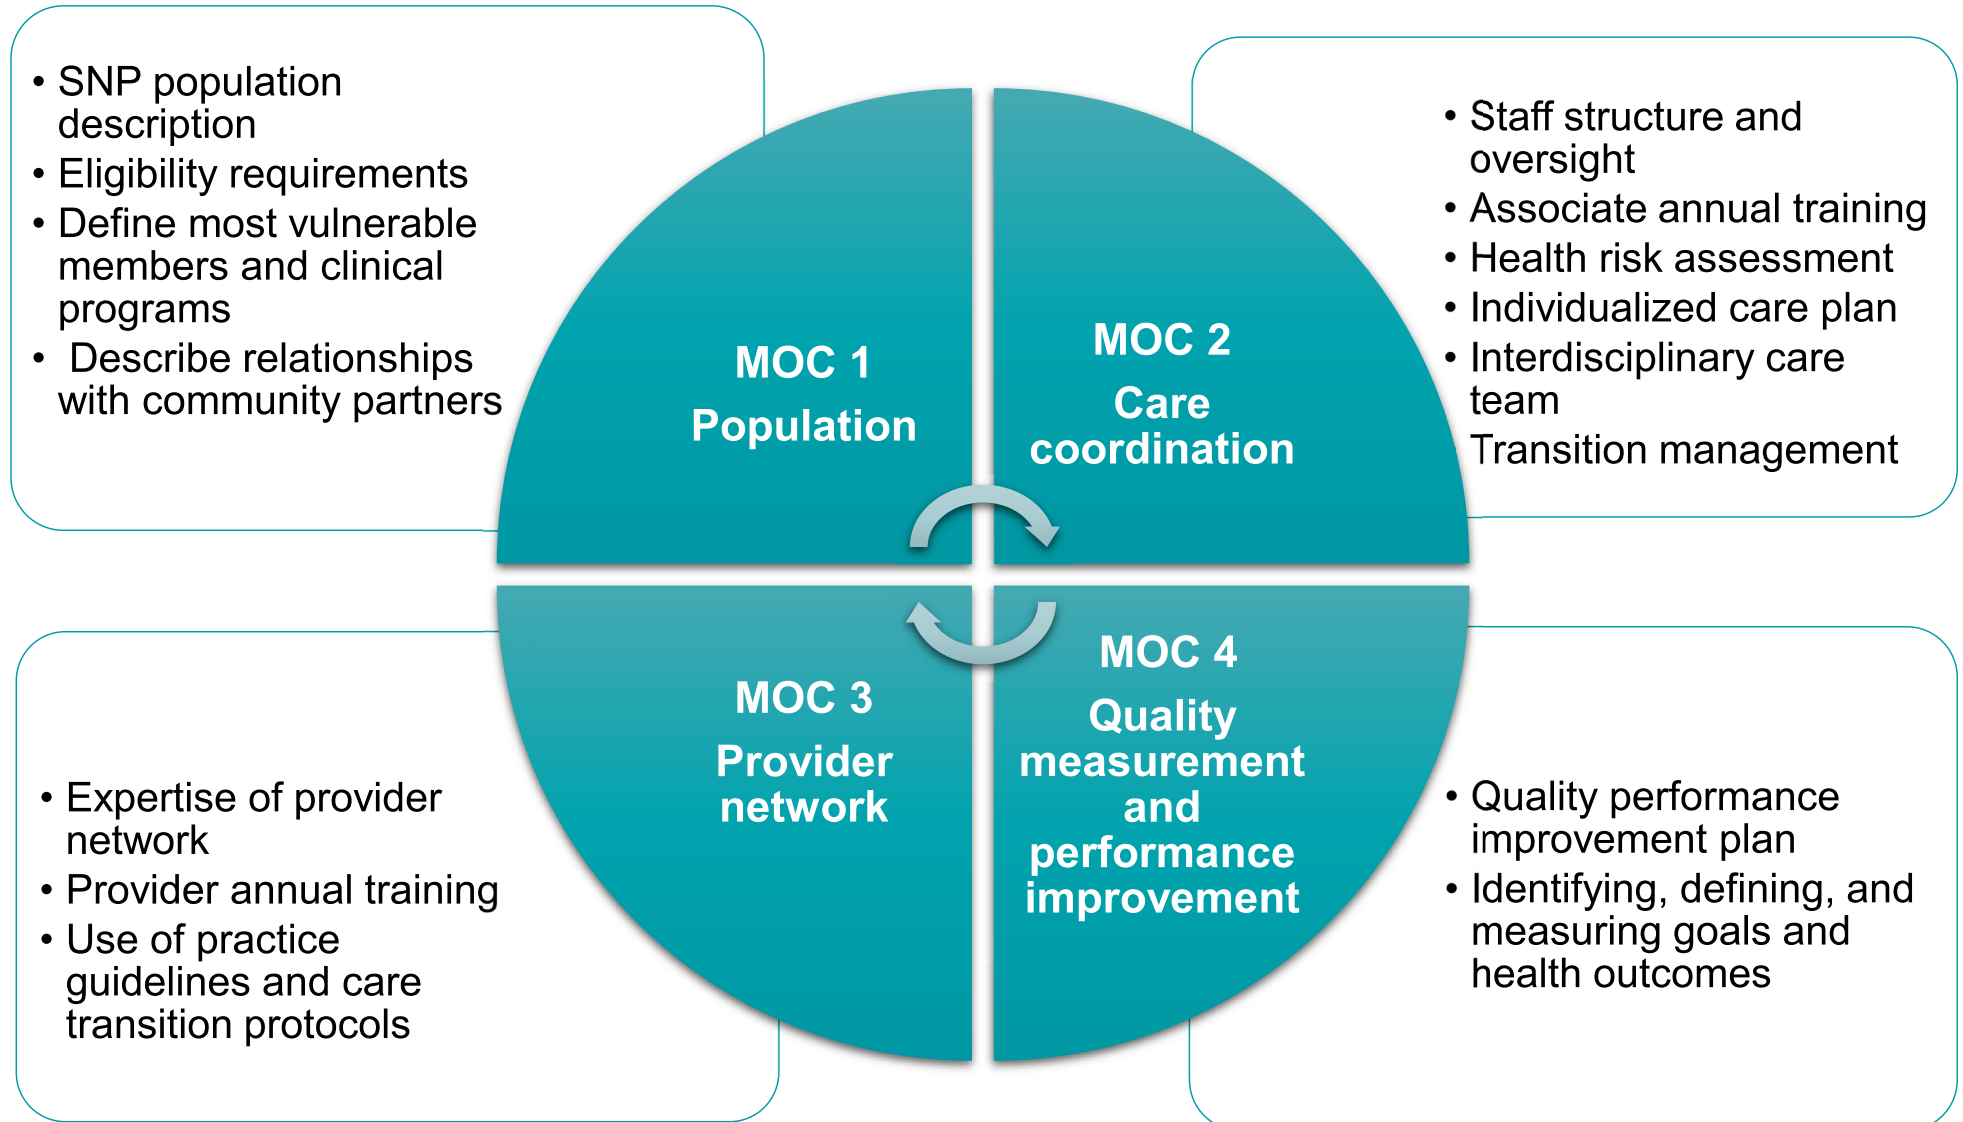 • SNP population
description
• Eligibility requirements
• Define most vulnerable
members and clinical
programs
• Describe relationships
with community partners
MOC 1
Population
MOC 2
Care
coordination
• Staff structure and
oversight
• Associate annual training
• Health risk assessment
• Individualized care plan
• Interdisciplinary care
team
Transition management
• Expertise of provider
network
• Provider annual training
• Use of practice
guidelines and care
transition protocols
MOC 3
Provider
network
MOC 4
Quality
measurement
and
performance
improvement
• Quality performance
improvement plan
• Identifying, defining, and
measuring goals and
health outcomes